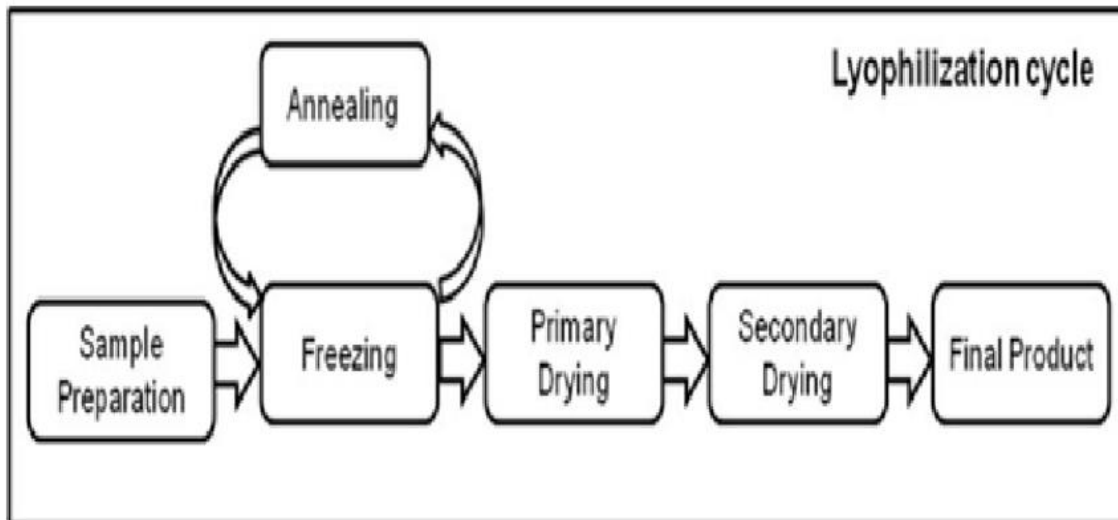 Lyophilization cycle
Annealing
Sample
Preparation
Freezing
Primary
Drying
Secondary
Drying
Final Product